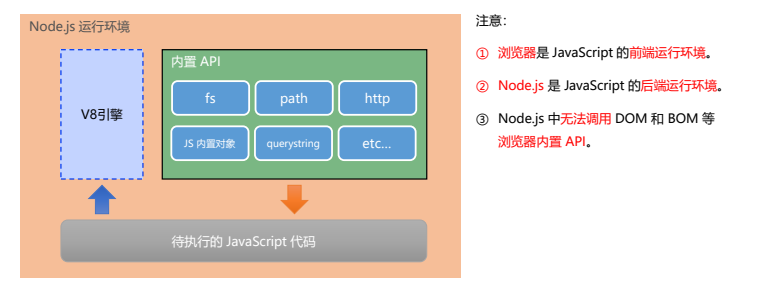 Node.js 运行环境
V8引擎
内置 API
fs
path
http
JS 内置对象
querystring
etc...
待执行的 JavaScript 代码
注意：
① 浏览器是 JavaScript 的前端运行环境。
② Node.js 是 JavaScript 的后端运行环境。
③ Node.js 中无法调用 DOM 和 BOM 等
浏览器内置 API。